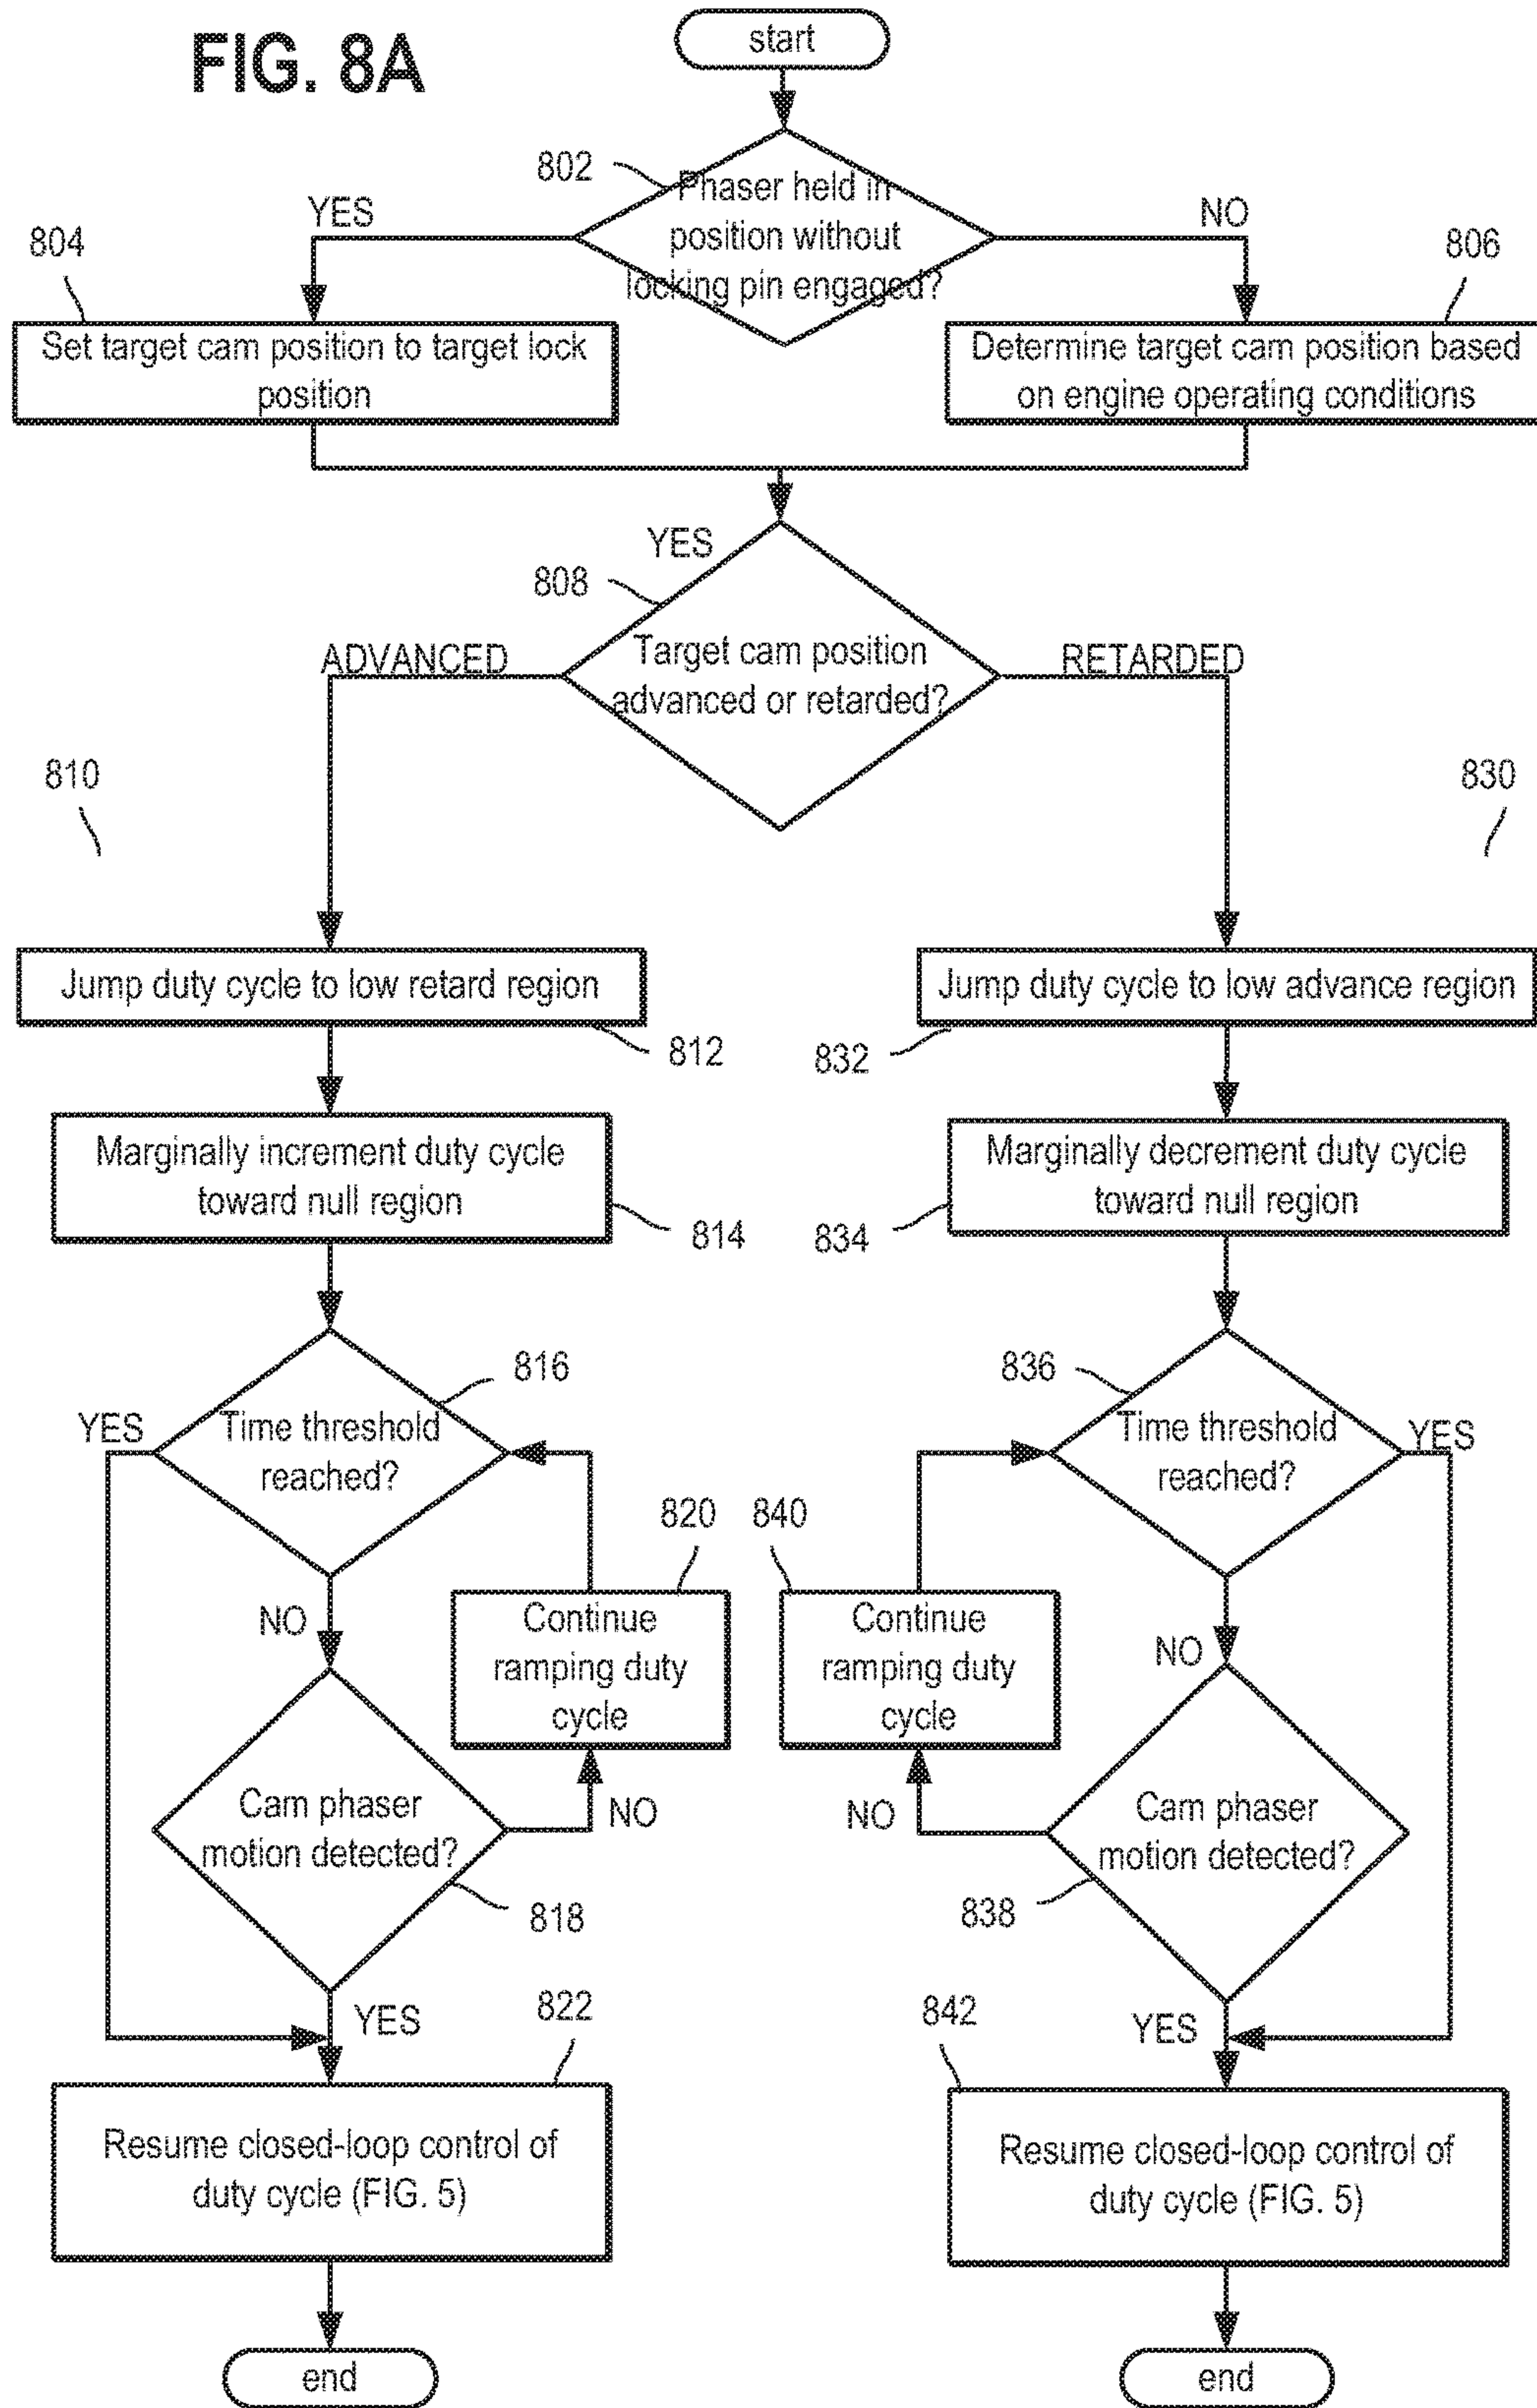 FIG. 8A
start
802
Phaser held in
position without
locking pin engaged?
YES
NO
804
806
Set target cam position to target lock
position
Determine target cam position based
on engine operating conditions
YES
808
Target cam position
advanced or retarded?
ADVANCED
RETARDED
810
830
Jump duty cycle to low retard region
812
Jump duty cycle to low advance region
832
Marginally increment duty cycle
toward null region
814
Marginally decrement duty cycle
toward null region
834
816
Time threshold
reached?
YES
836
Time threshold
reached?
YES
820
840
NO
Continue
ramping duty
cycle
Continue
ramping duty
cycle
NO
Cam phaser
motion detected?
NO
818
NO
Cam phaser
motion detected?
838
YES
822
842
YES
Resume closed-loop control of
duty cycle (FIG. 5)
Resume closed-loop control of
duty cycle (FIG. 5)
end
end